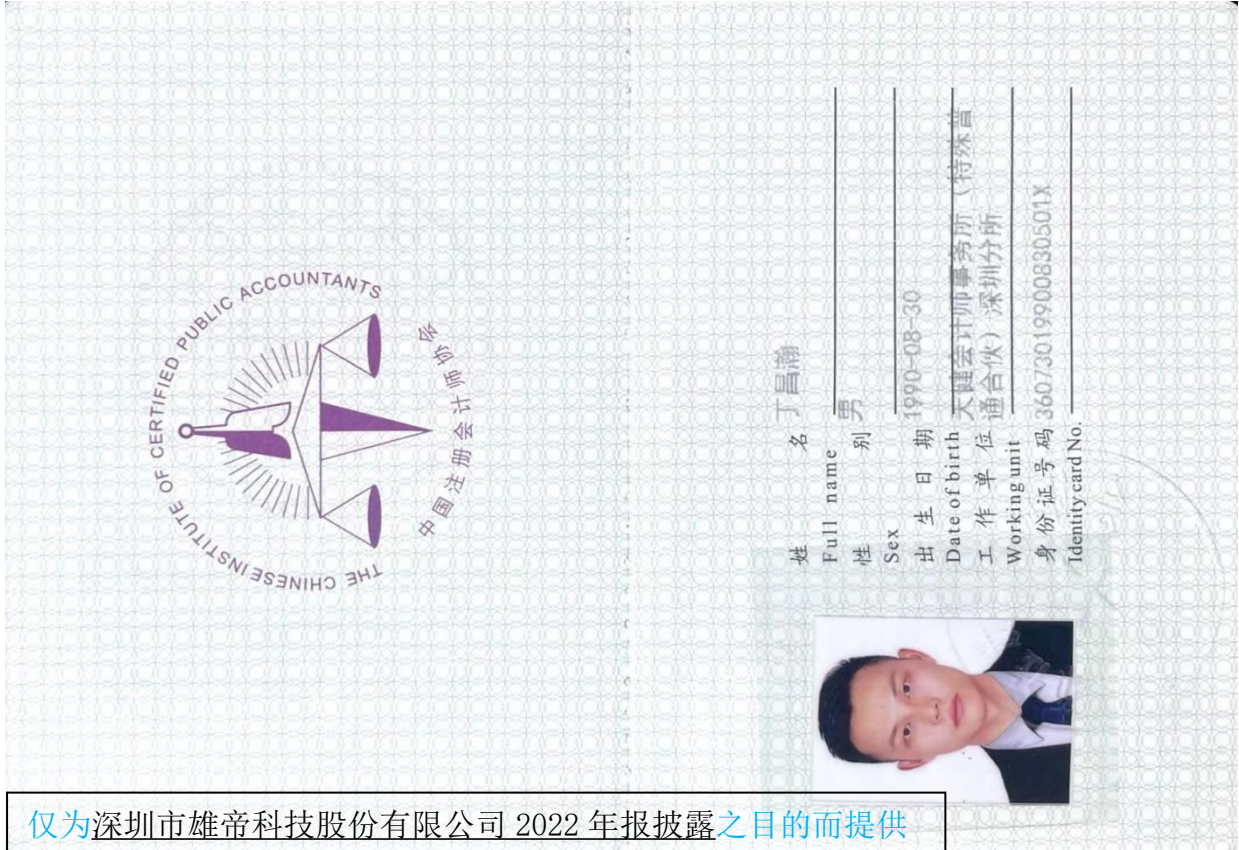 THE CHINESE INSTITUTE OF CERTIFIED PUBLIC ACCOUNTANTS
中国注册会计师协会
姓 名 丁昌瀚
Full name
性 别 男
Sex
出 生 日 期 1990-08-30
Date of birth
工 作 单 位 天健会计师事务所（特殊普
通合伙）深圳分所
Working unit
身 份 证 号 码 36073019900830501X
Identity card No.
仅为深圳市雄帝科技股份有限公司 2022 年报披露之目的而提供